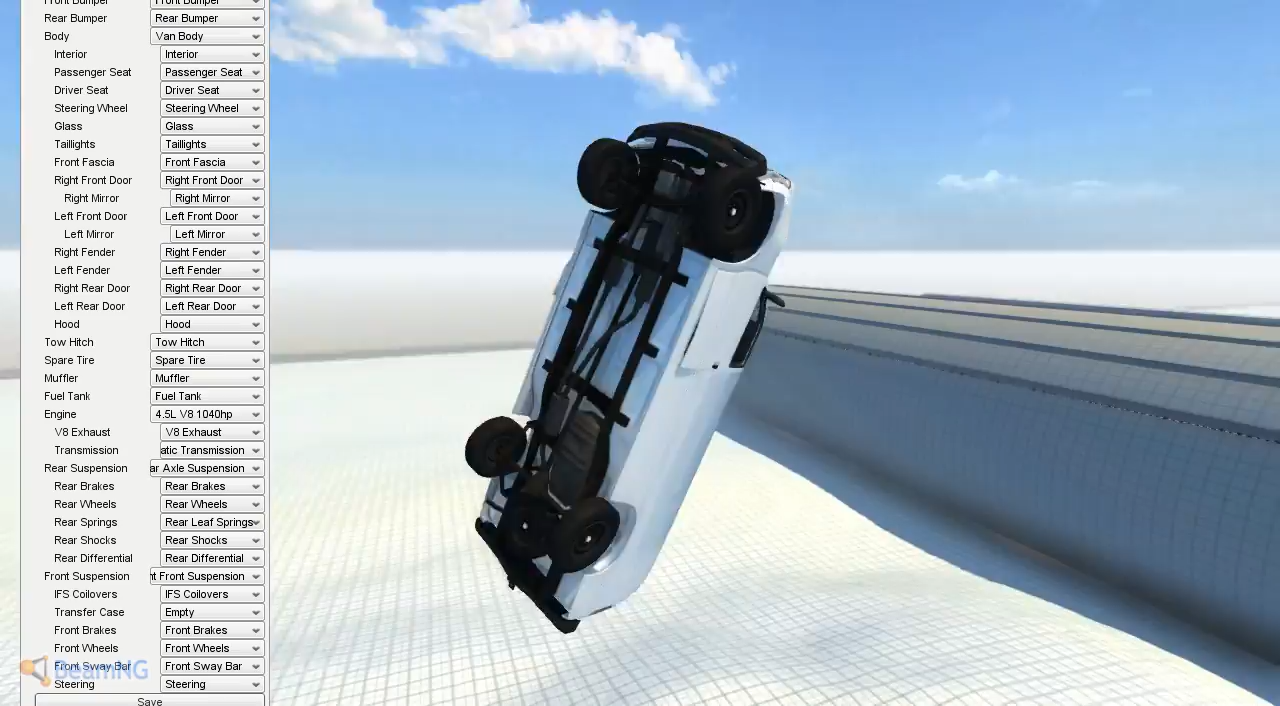 Front Bumper Front Bumper
Rear Bumper Rear Bumper
Body Van Body
Interior Interior
Passenger Seat Passenger Seat
Driver Seat Driver Seat
Steering Wheel Steering Wheel
Glass Glass
Taillights Taillights
Front Fascia Front Fascia
Right Front Door Right Front Door
Right Mirror Right Mirror
Left Front Door Left Front Door
Left Mirror Left Mirror
Right Fender Right Fender
Left Fender Left Fender
Right Rear Door Right Rear Door
Left Rear Door Left Rear Door
Hood Hood
Tow Hitch Tow Hitch
Spare Tire Spare Tire
Muffler Muffler
Fuel Tank Fuel Tank
Engine 4.5L V8 1040hp
V8 Exhaust V8 Exhaust
Transmission atic Transmission
Rear Suspension ar Axle Suspension
Rear Brakes Rear Brakes
Rear Wheels Rear Wheels
Rear Springs Rear Leaf Springs
Rear Shocks Rear Shocks
Rear Differential Rear Differential
Front Suspension t Front Suspension
IFS Coilovers IFS Coilovers
Transfer Case Empty
Front Brakes Front Brakes
Front Wheels Front Wheels
Front Sway Bar Front Sway Bar
BeamNG
Steering Steering
Save